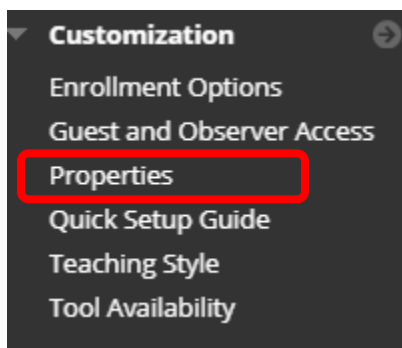 Customization
Enrollment Options
Guest and Observer Access
Properties
Quick Setup Guide
Teaching Style
Tool Availability